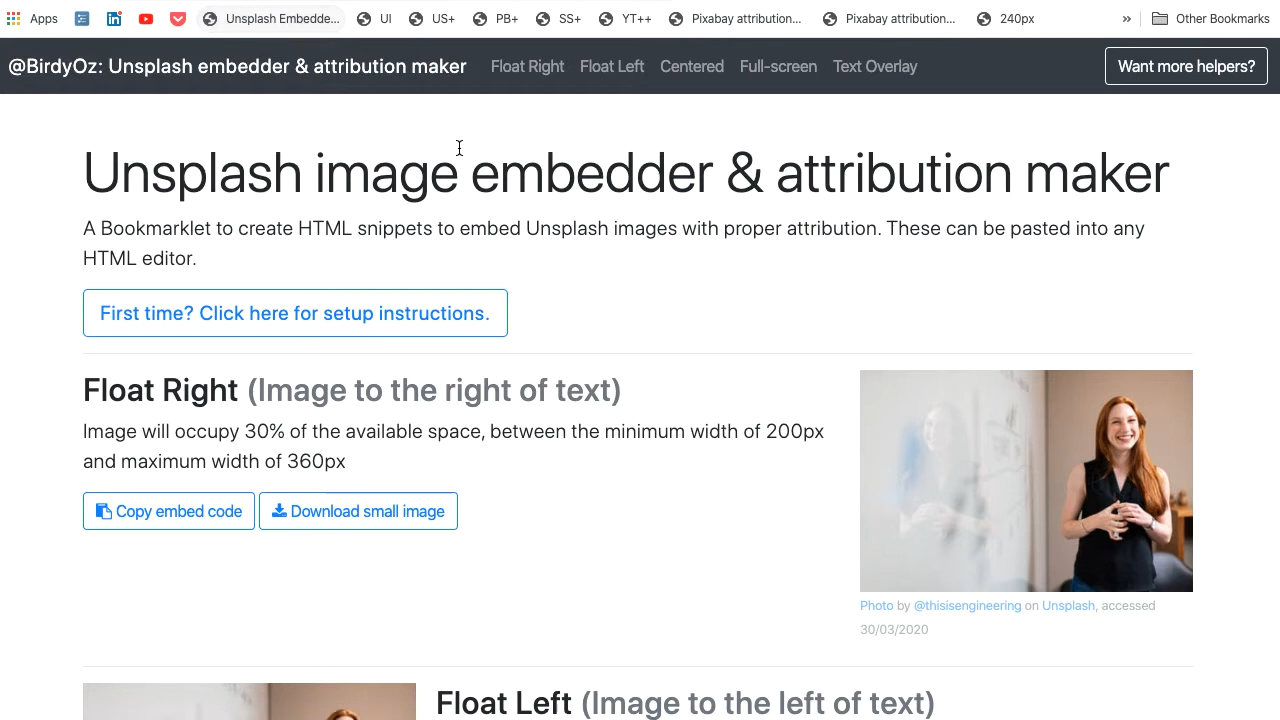 Apps Unsplash Embedde... UI US+ PB+ SS+ YT++ Pixabay attribution... Pixabay attribution... 240px » Other Bookmarks
@BirdyOz: Unsplash embedder & attribution maker Float Right Float Left Centered Full-screen Text Overlay Want more helpers?
Unsplash image embedder & attribution maker
A Bookmarklet to create HTML snippets to embed Unsplash images with proper attribution. These can be pasted into any
HTML editor.
First time? Click here for setup instructions.
Float Right (Image to the right of text)
Image will occupy 30% of the available space, between the minimum width of 200px
and maximum width of 360px
Copy embed code Download small image
Photo by @thisisengineering on Unsplash, accessed
30/03/2020
Float Left (Image to the left of text)